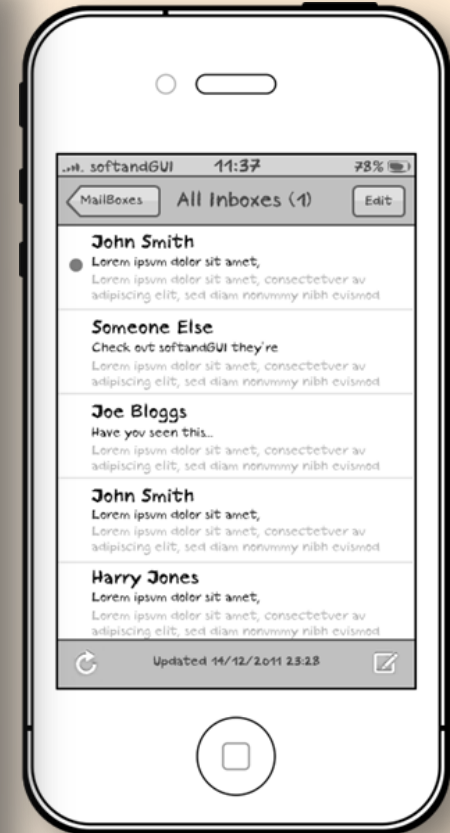 softandGUI 11:37 78%
MailBoxes All Inboxes (1) Edit
John Smith
Lorem ipsum dolor sit amet,
Lorem ipsum dolor sit amet, consectetuer av
adipiscing elit, sed diam nonummy nibh euismod
Someone Else
Check out softandGUI they're
Lorem ipsum dolor sit amet, consectetuer av
adipiscing elit, sed diam nonummy nibh euismod
Joe Bloggs
Have you seen this...
Lorem ipsum dolor sit amet, consectetuer av
adipiscing elit, sed diam nonummy nibh euismod
John Smith
Lorem ipsum dolor sit amet,
Lorem ipsum dolor sit amet, consectetuer av
adipiscing elit, sed diam nonummy nibh euismod
Harry Jones
Lorem ipsum dolor sit amet,
Lorem ipsum dolor sit amet, consectetuer av
adipiscing elit, sed diam nonummy nibh euismod
Updated 14/12/2011 23:28